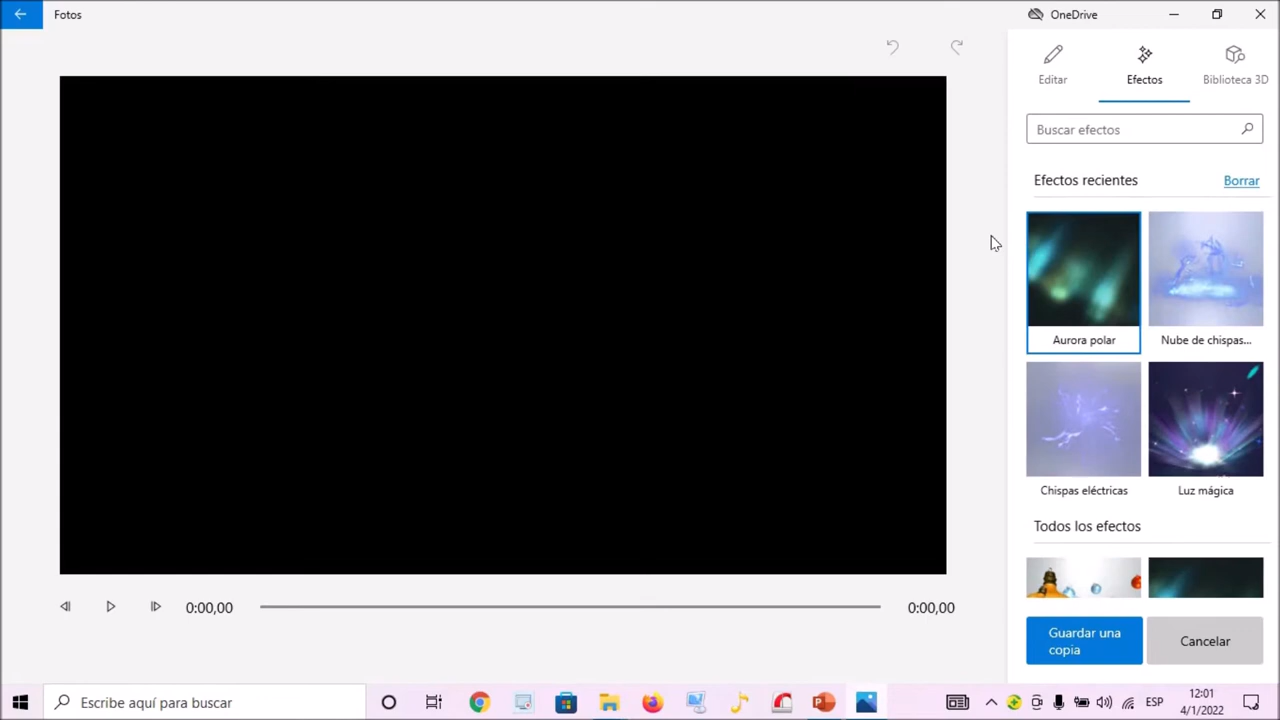 Fotos
OneDrive
Editar
Efectos
Biblioteca 3D
Buscar efectos
Efectos recientes
Borrar
Aurora polar
Nube de chispas...
Chispas eléctricas
Luz mágica
Todos los efectos
0:00,00
0:00,00
Guardar una
copia
Cancelar
Escribe aquí para buscar
ESP
12:01
4/1/2022